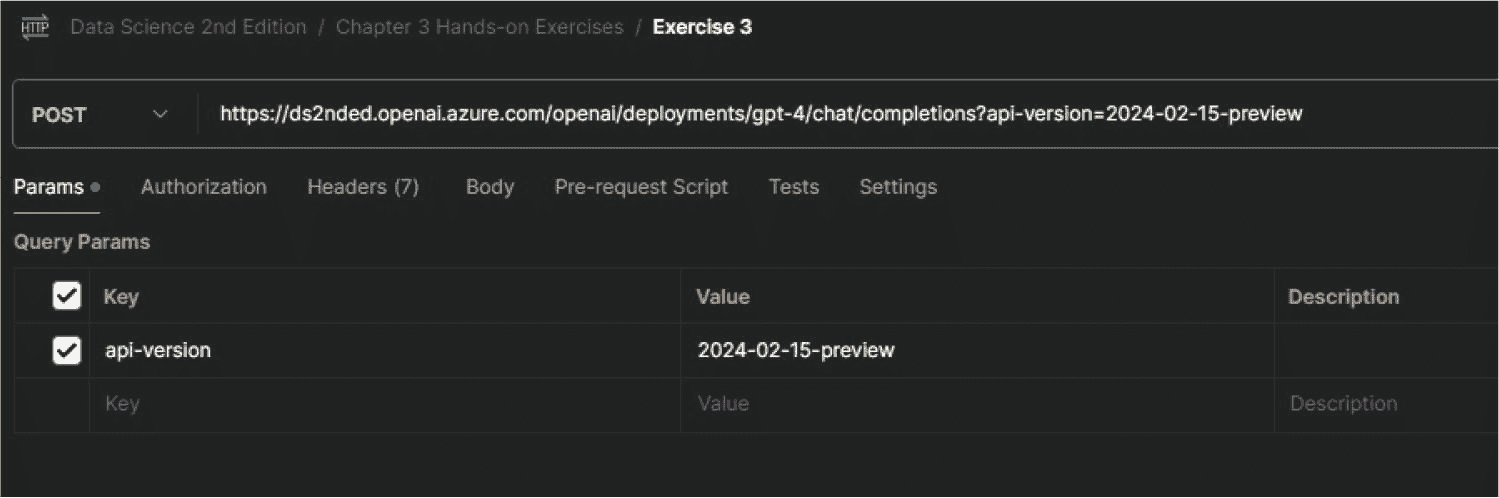 HTTP Data Science 2nd Edition / Chapter 3 Hands-on Exercises / Exercise 3
POST https://ds2nded.openai.azure.com/openai/deployments/gpt-4/chat/completions?api-version=2024-02-15-preview
Params Authorization Headers (7) Body Pre-request Script Tests Settings
Query Params
Key Value Description
api-version 2024-02-15-preview
Key Value Description